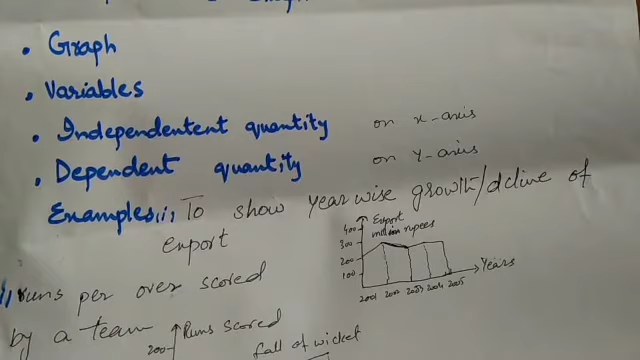 • Graph
• Variables
• Independentent quantity on x-axis
• Dependent quantity on Y-axis
Examples:i, To show year wise growth/dcline of
export
400 Export
300 million rupees
200
100
2001 2002 2003 2004 2005 Years
ii, runs per over scored
by a team
200 Runs scored
fall of wicket